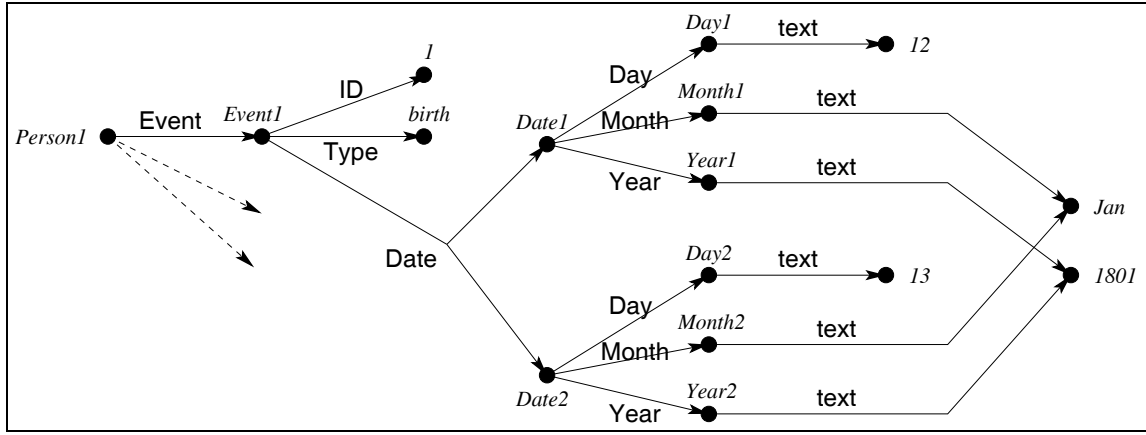 Day1
text
12
1
ID
Day
Event
Event1
birth
Month1
text
Person1
Type
Date1
Month
Year1
text
Year
Jan
Date
Day2
text
13
1801
Day
Month2
text
Month
Date2
Year2
text
Year